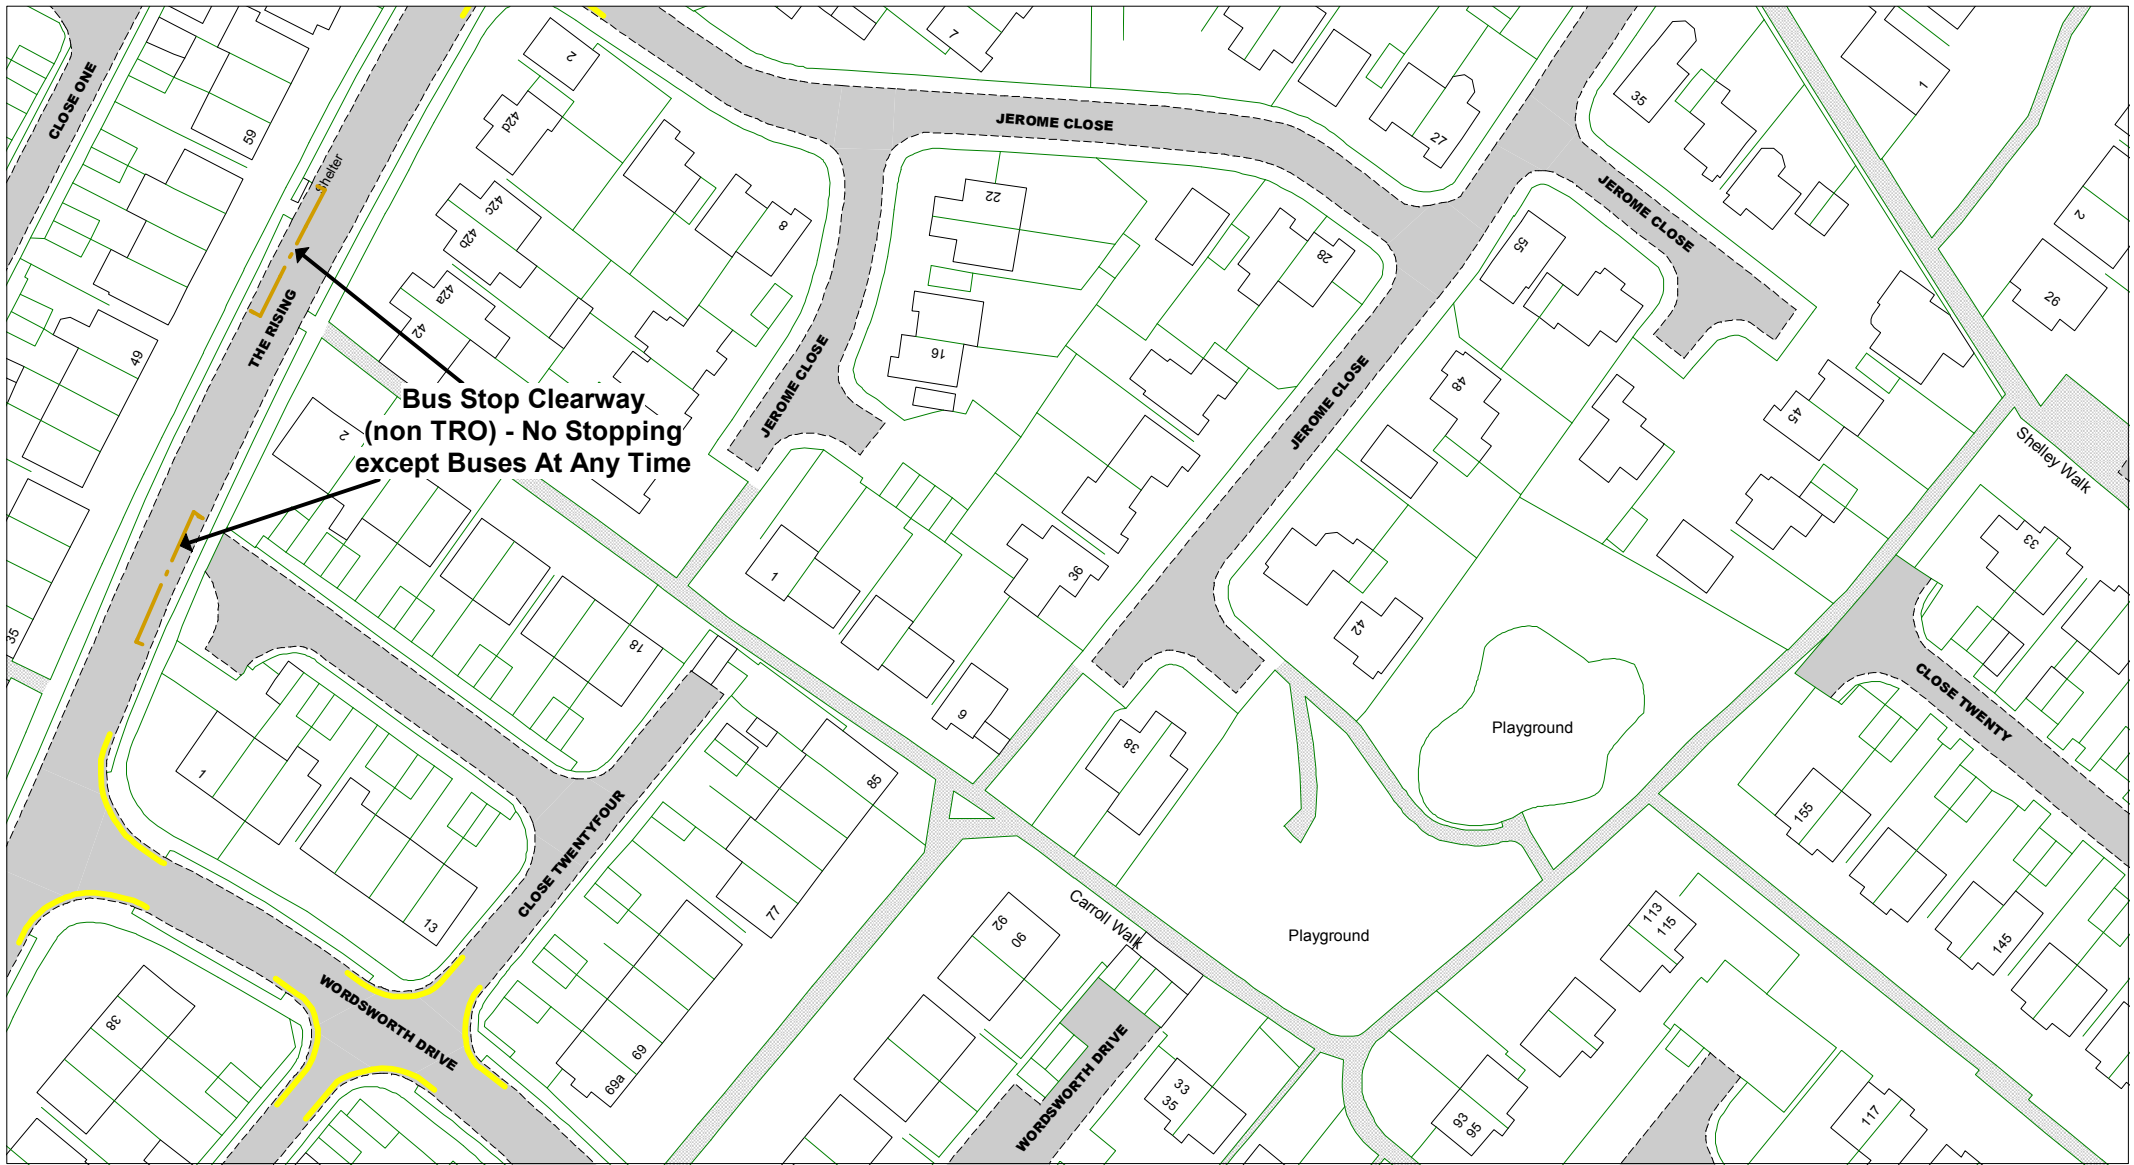 CLOSE ONE
59
Shelter
THE RISING
49
35
2
42d
42c
42b
42a
42
7
8
JEROME CLOSE
JEROME CLOSE
22
16
28
27
35
1
2
26
JEROME CLOSE
55
JEROME CLOSE
48
45
Shelley Walk
33
Bus Stop Clearway
(non TRO) - No Stopping
except Buses At Any Time
2
18
1
36
9
42
38
Playground
CLOSE TWENTY
155
145
1
13
CLOSE TWENTYFOUR
85
77
69
69a
WORDSWORTH DRIVE
38
92
90
Carroll Walk
Playground
113
115
WORDSWORTH DRIVE
33
35
93
95
117